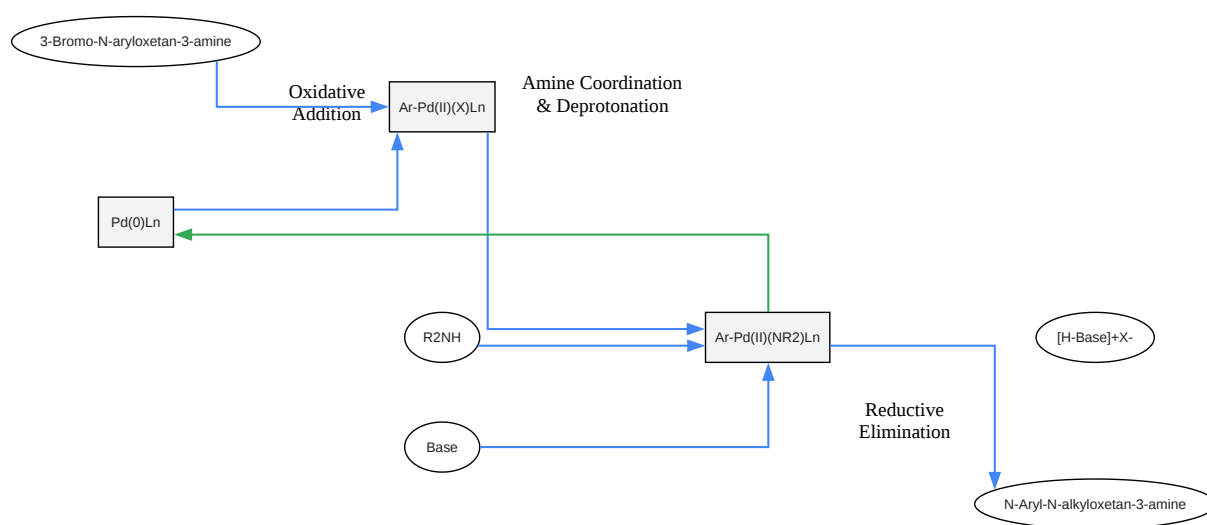 3-Bromo-N-aryloxetan-3-amine
Oxidative
Addition
Ar-Pd(II)(X)Ln
Amine Coordination
& Deprotonation
Pd(0)Ln
R2NH
Ar-Pd(II)(NR2)Ln
[H-Base]+X-
Reductive
Elimination
Base
N-Aryl-N-alkyloxetan-3-amine